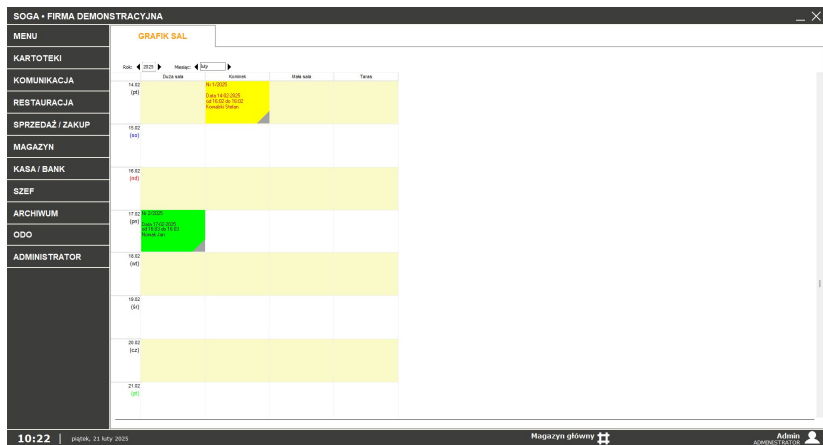 SOGA • FIRMA DEMONSTRACYJNA
MENU
GRAFIK SAL
KARTOTEKI
KOMUNIKACJA
RESTAURACJA
SPRZEDAŻ / ZAKUP
MAGAZYN
KASA / BANK
SZEF
ARCHIWUM
ODO
ADMINISTRATOR
Rok: 2025 Miesiąc: luty
Duża sala Kominek Mała sala Taras
14.02
(pt)
Nr 1/2025
Data 14-02-2025
od 16:02 do 16:02
Kowalski Stefan
15.02
(so)
16.02
(nd)
17.02
(pn)
Nr 2/2025
Data 17-02-2025
od 16:03 do 16:03
Nowak Jan
18.02
(wt)
19.02
(śr)
20.02
(cz)
21.02
(pt)
10:22 | piątek, 21 luty 2025
Magazyn główny
Admin
ADMINISTRATOR